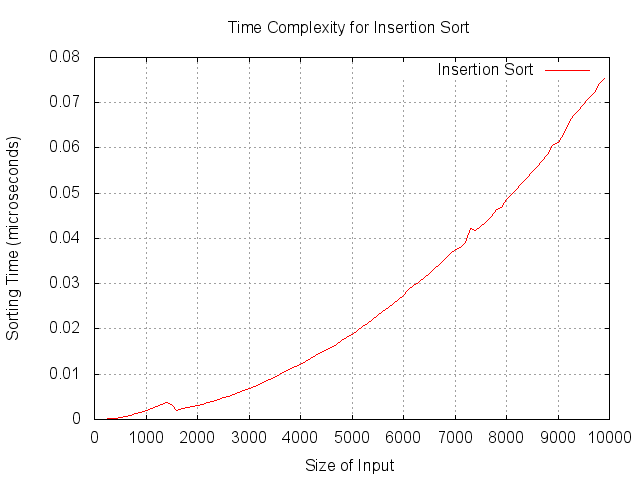 Time Complexity for Insertion Sort
Insertion Sort
Sorting Time (microseconds)
0.08
0.07
0.06
0.05
0.04
0.03
0.02
0.01
0
0 1000 2000 3000 4000 5000 6000 7000 8000 9000 10000
Size of Input